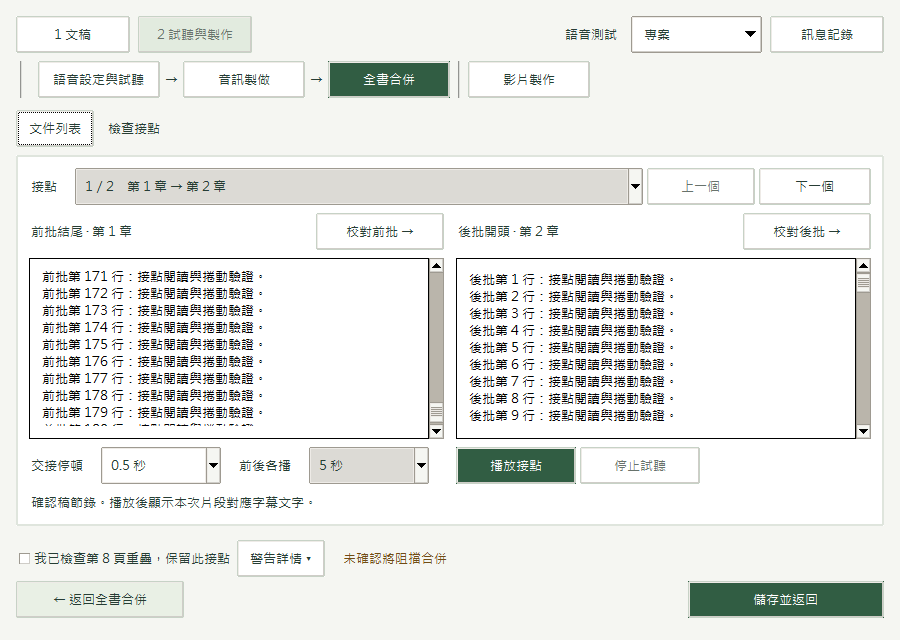 1 文稿
2 試聽與製作
語音測試
專案
訊息記錄
語音設定與試聽
→
音訊製做
→
全書合併
影片製作
文件列表
檢查接點
接點
1 / 2 第 1 章 → 第 2 章
上一個
下一個
前批結尾 · 第 1 章
校對前批 →
後批開頭 · 第 2 章
校對後批 →
前批第 171 行：接點閱讀與捲動驗證。
前批第 172 行：接點閱讀與捲動驗證。
前批第 173 行：接點閱讀與捲動驗證。
前批第 174 行：接點閱讀與捲動驗證。
前批第 175 行：接點閱讀與捲動驗證。
前批第 176 行：接點閱讀與捲動驗證。
前批第 177 行：接點閱讀與捲動驗證。
前批第 178 行：接點閱讀與捲動驗證。
前批第 179 行：接點閱讀與捲動驗證。
後批第 1 行：接點閱讀與捲動驗證。
後批第 2 行：接點閱讀與捲動驗證。
後批第 3 行：接點閱讀與捲動驗證。
後批第 4 行：接點閱讀與捲動驗證。
後批第 5 行：接點閱讀與捲動驗證。
後批第 6 行：接點閱讀與捲動驗證。
後批第 7 行：接點閱讀與捲動驗證。
後批第 8 行：接點閱讀與捲動驗證。
後批第 9 行：接點閱讀與捲動驗證。
交接停頓
0.5 秒
前後各播
5 秒
播放接點
停止試聽
確認稿節錄。播放後顯示本次片段對應字幕文字。
我已檢查第 8 頁重疊，保留此接點
警告詳情 ▾
未確認將阻擋合併
← 返回全書合併
儲存並返回